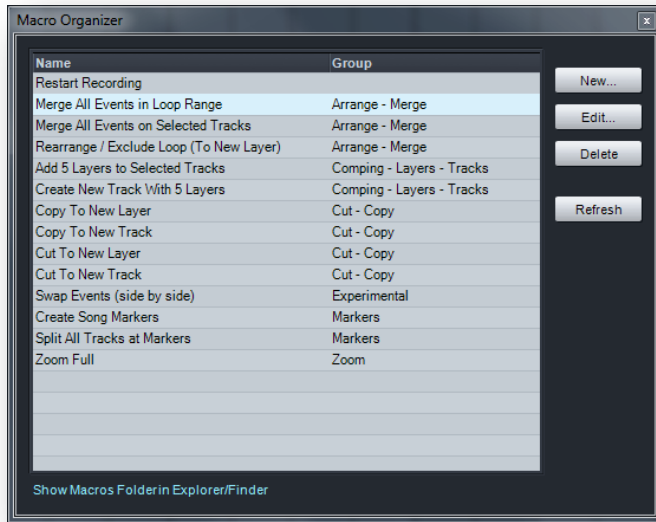 Macro Organizer
x
Name Group
Restart Recording
Merge All Events in Loop Range Arrange - Merge
Merge All Events on Selected Tracks Arrange - Merge
Rearrange / Exclude Loop (To New Layer) Arrange - Merge
Add 5 Layers to Selected Tracks Comping - Layers - Tracks
Create New Track With 5 Layers Comping - Layers - Tracks
Copy To New Layer Cut - Copy
Copy To New Track Cut - Copy
Cut To New Layer Cut - Copy
Cut To New Track Cut - Copy
Swap Events (side by side) Experimental
Create Song Markers Markers
Split All Tracks at Markers Markers
Zoom Full Zoom
New...
Edit...
Delete
Refresh
Show Macros Folderin Explorer/Finder